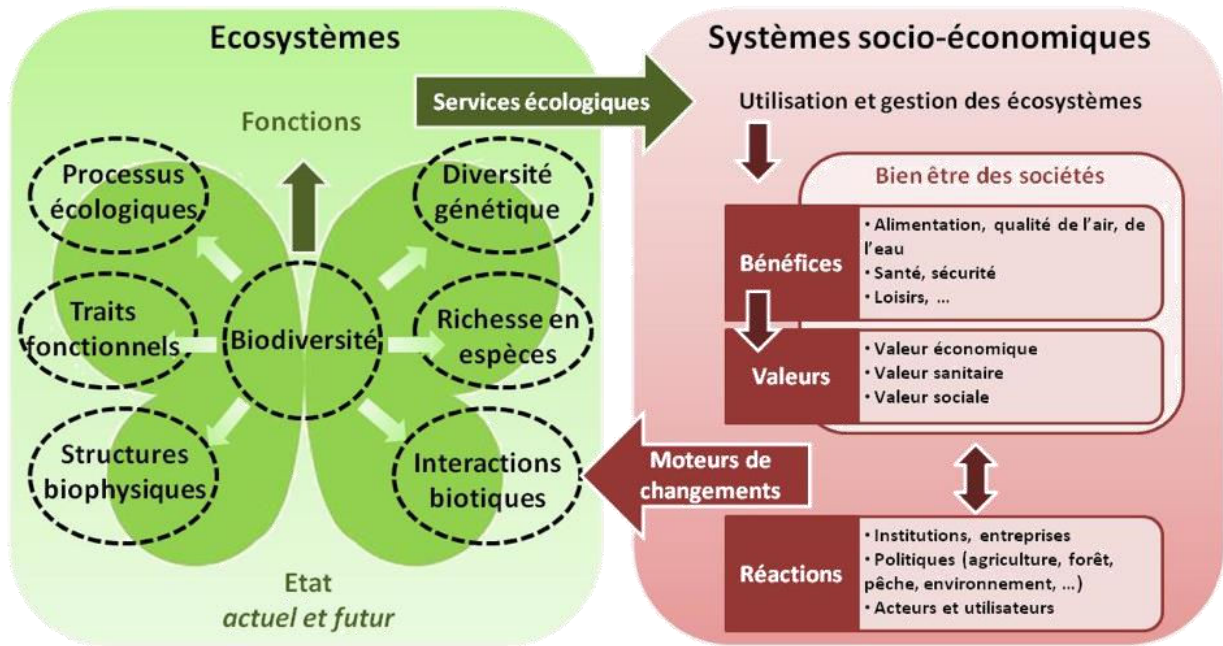 Ecosystèmes
Fonctions
Processus
écologiques
Diversité
génétique
Traits
fonctionnels
Biodiversité
Richesse en
espèces
Structures
biophysiques
Interactions
biotiques
Etat
actuel et futur
Services écologiques
Moteurs de
changements
Systèmes socio-économiques
Utilisation et gestion des écosystèmes
Bien être des sociétés
Bénéfices
• Alimentation, qualité de l'air, de
l'eau
• Santé, sécurité
• Loisirs, ...
Valeurs
• Valeur économique
• Valeur sanitaire
• Valeur sociale
Réactions
• Institutions, entreprises
• Politiques (agriculture, forêt,
pêche, environnement, ...)
• Acteurs et utilisateurs